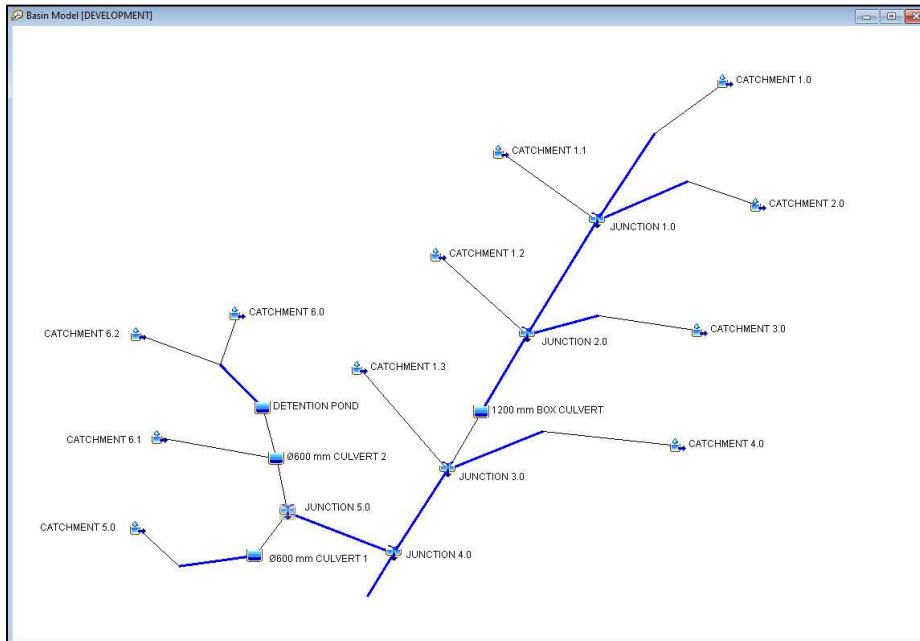 Basin Model [DEVELOPMENT]
CATCHMENT 1.0
CATCHMENT 1.1
CATCHMENT 2.0
JUNCTION 1.0
CATCHMENT 1.2
CATCHMENT 6.0
CATCHMENT 3.0
CATCHMENT 6.2
JUNCTION 2.0
CATCHMENT 1.3
DETENTION POND
1200 mm BOX CULVERT
CATCHMENT 6.1
CATCHMENT 4.0
Ø600 mm CULVERT 2
JUNCTION 3.0
JUNCTION 5.0
CATCHMENT 5.0
JUNCTION 4.0
Ø600 mm CULVERT 1